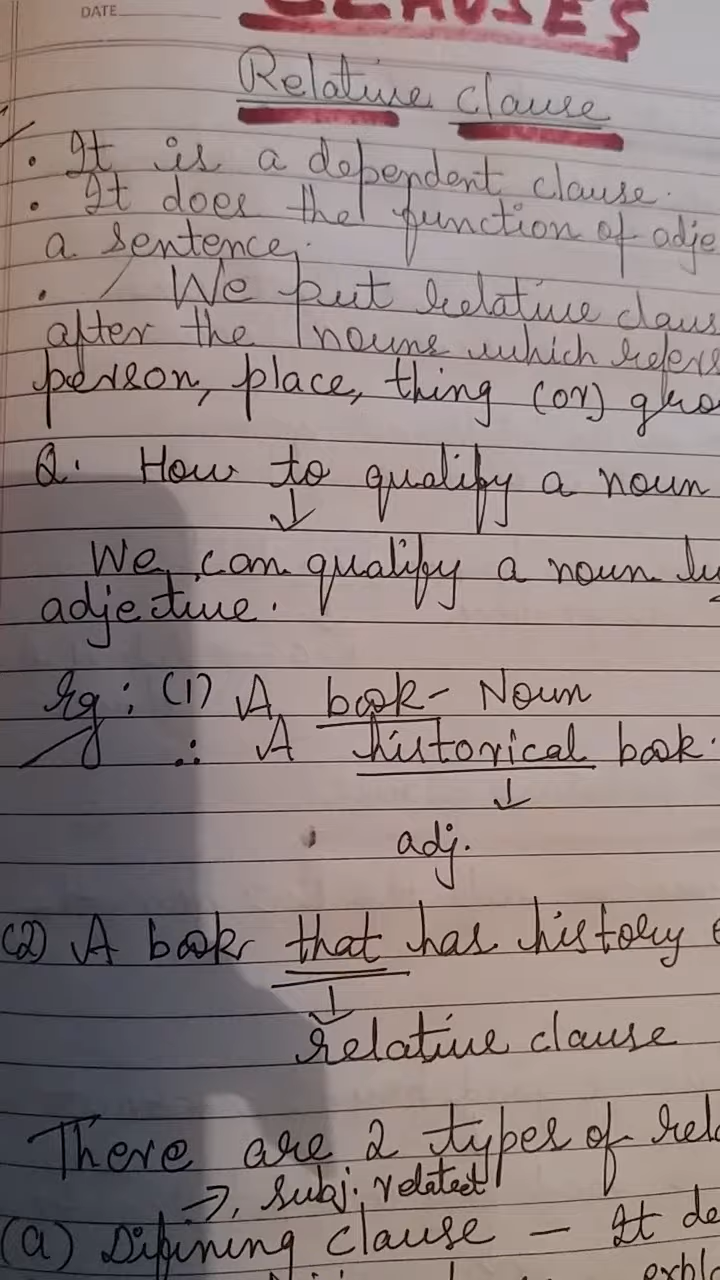 DATE
CLAUSES
Relative clause
. It is a dependent clause.
. It does the function of adje
a sentence.
. We put relative claus
after the nouns which refers
person, place, thing (or) gro
Q. How to qualify a noun
↓
We can qualify a noun by
adjective.
Eg : (1) A book - Noun
∴ A historical book.
↓
adj.
(2) A book that has history
↓
relative clause
There are 2 types of rela
→, subj. related
(a) Difining clause - It de
expla